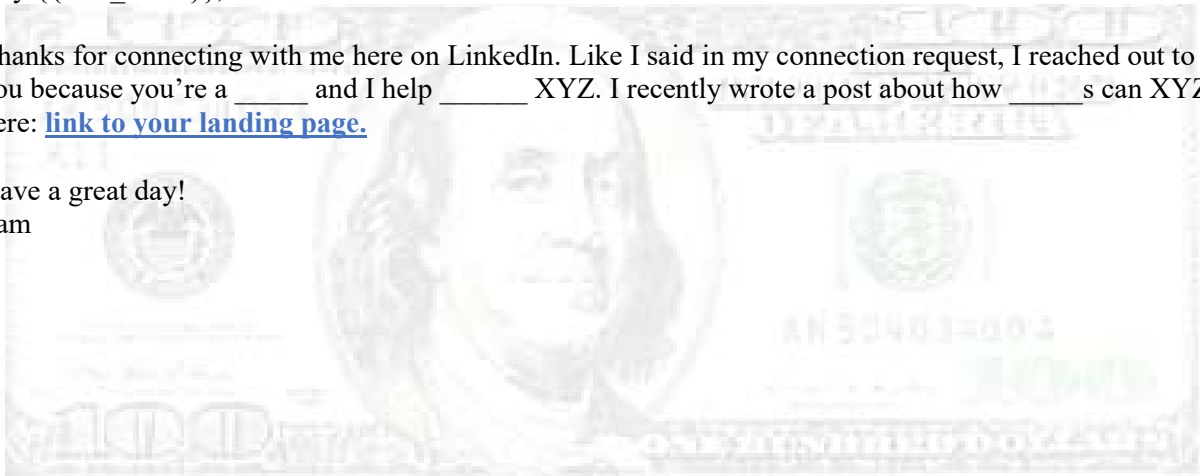 hanks for connecting with me here on LinkedIn. Like I said in my connection request, I reached out to
ou because you’re a _____ and I help ______ XYZ. I recently wrote a post about how _____s can XYZ
ere: link to your landing page.
ave a great day!
am